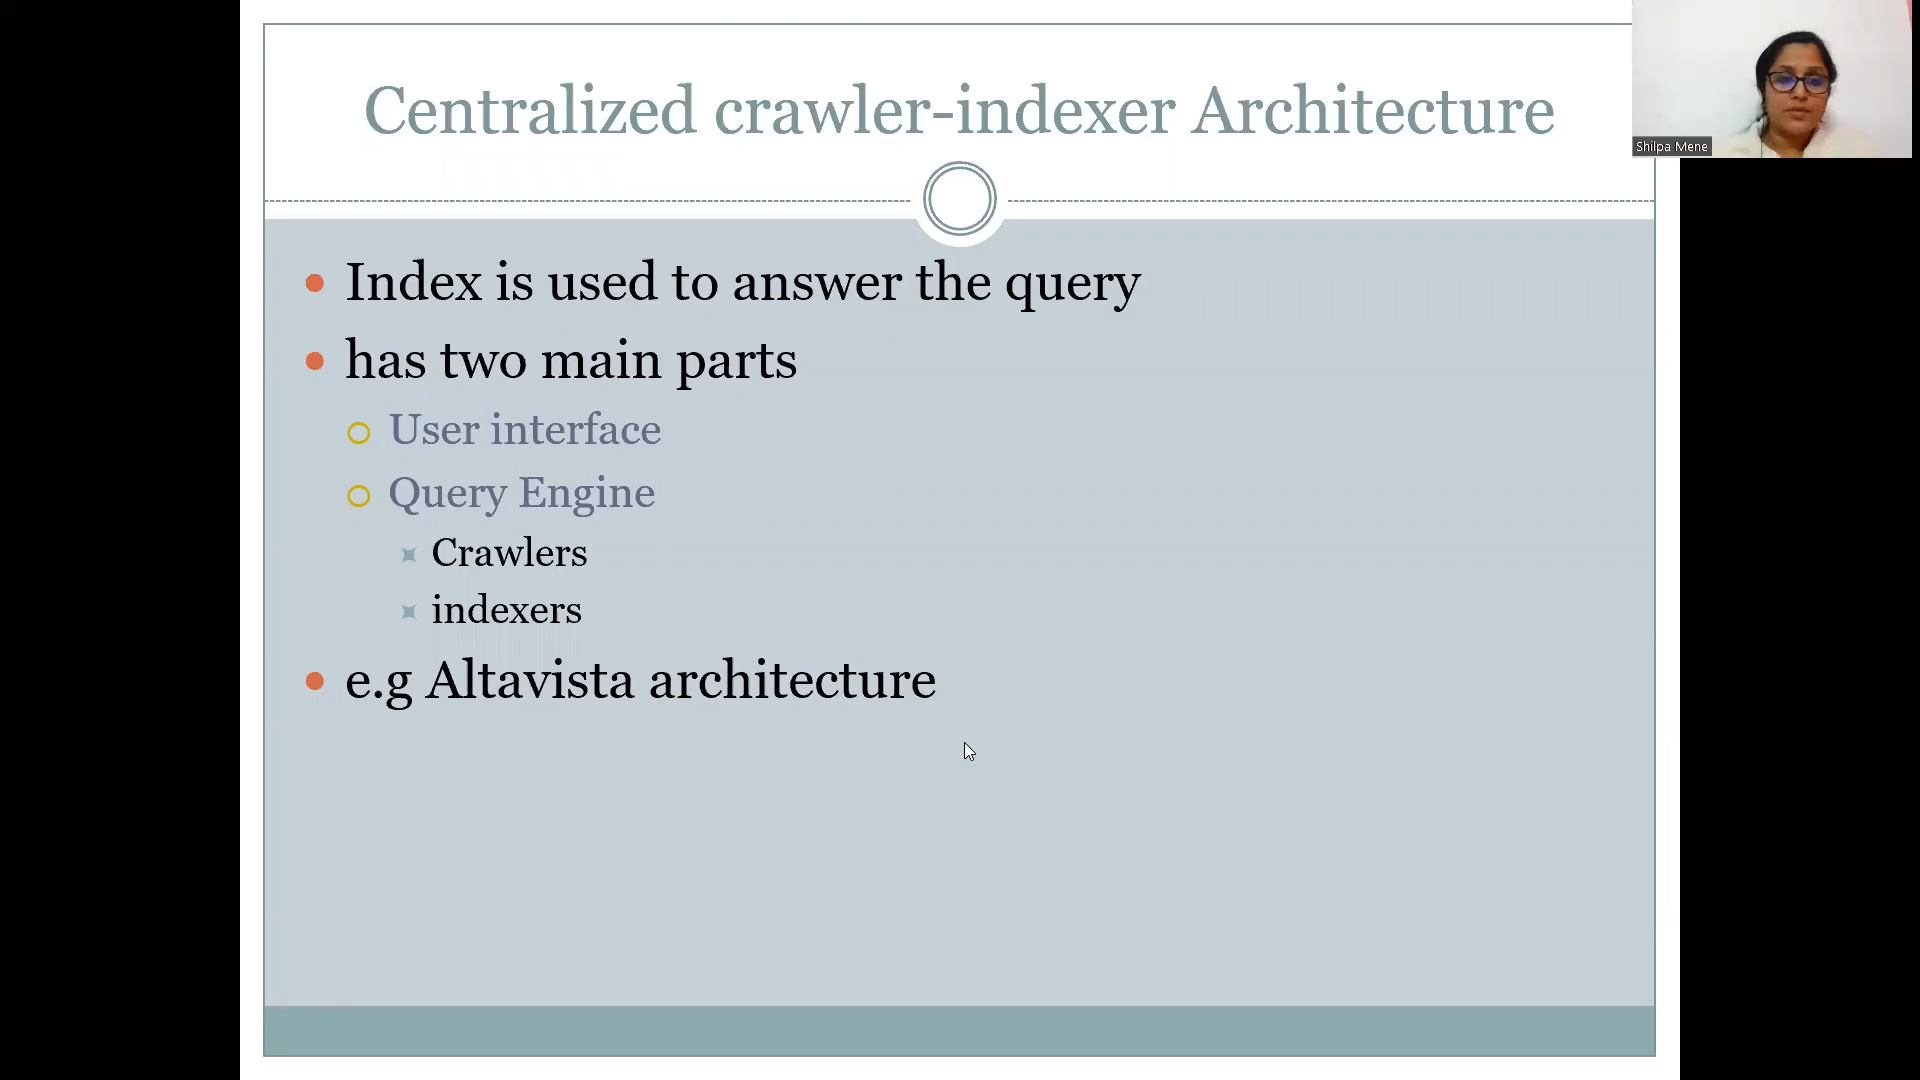 Centralized crawler-indexer Architecture
Shilpa Mene
Index is used to answer the query
has two main parts
User interface
Query Engine
Crawlers
indexers
e.g Altavista architecture